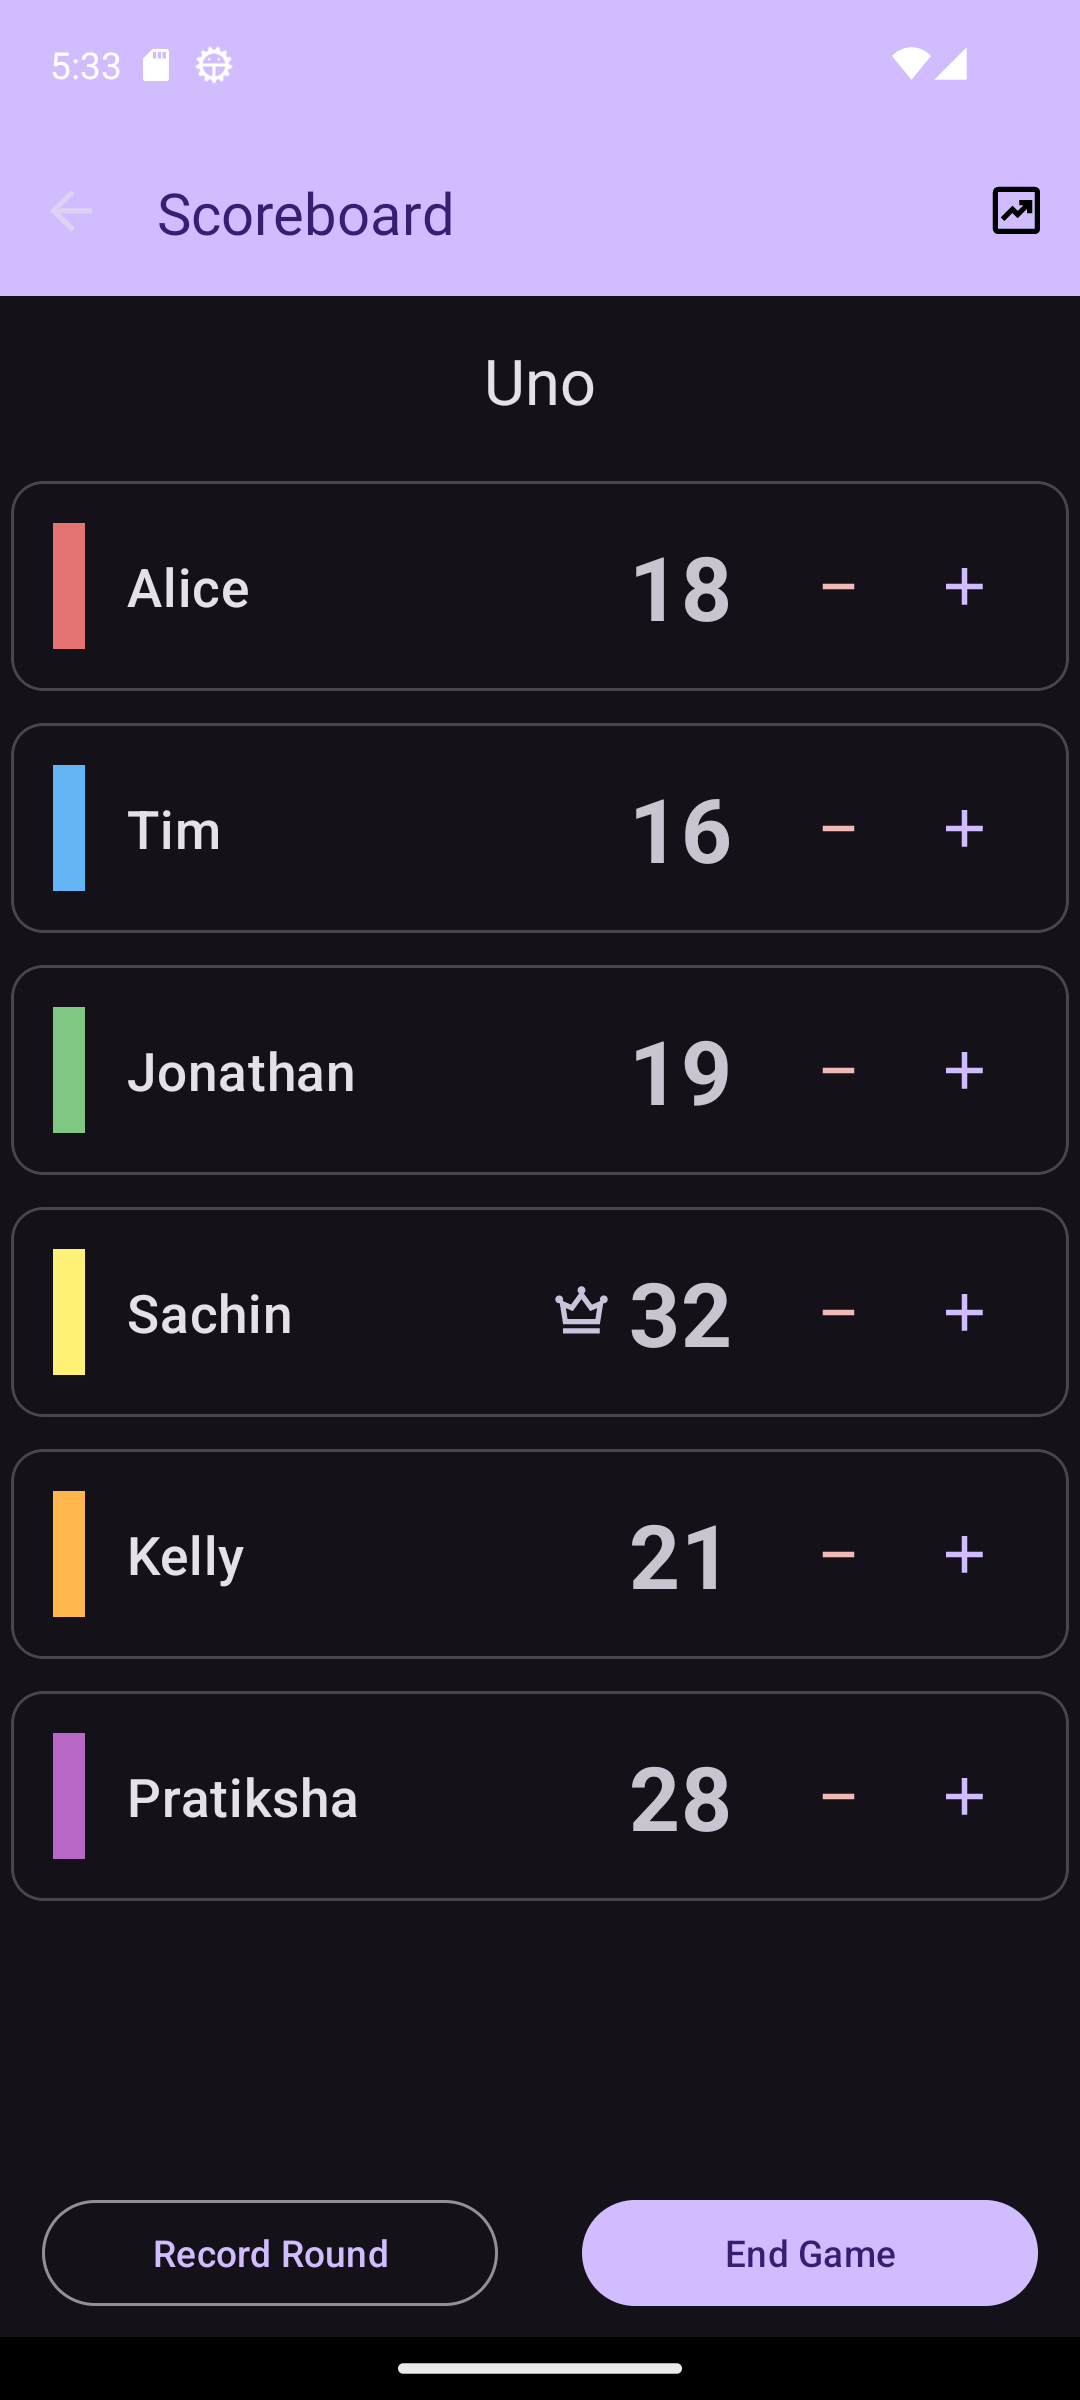 5:33
Scoreboard
Uno
Alice 18 − +
Tim 16 − +
Jonathan 19 − +
Sachin 32 − +
Kelly 21 − +
Pratiksha 28 − +
Record Round End Game